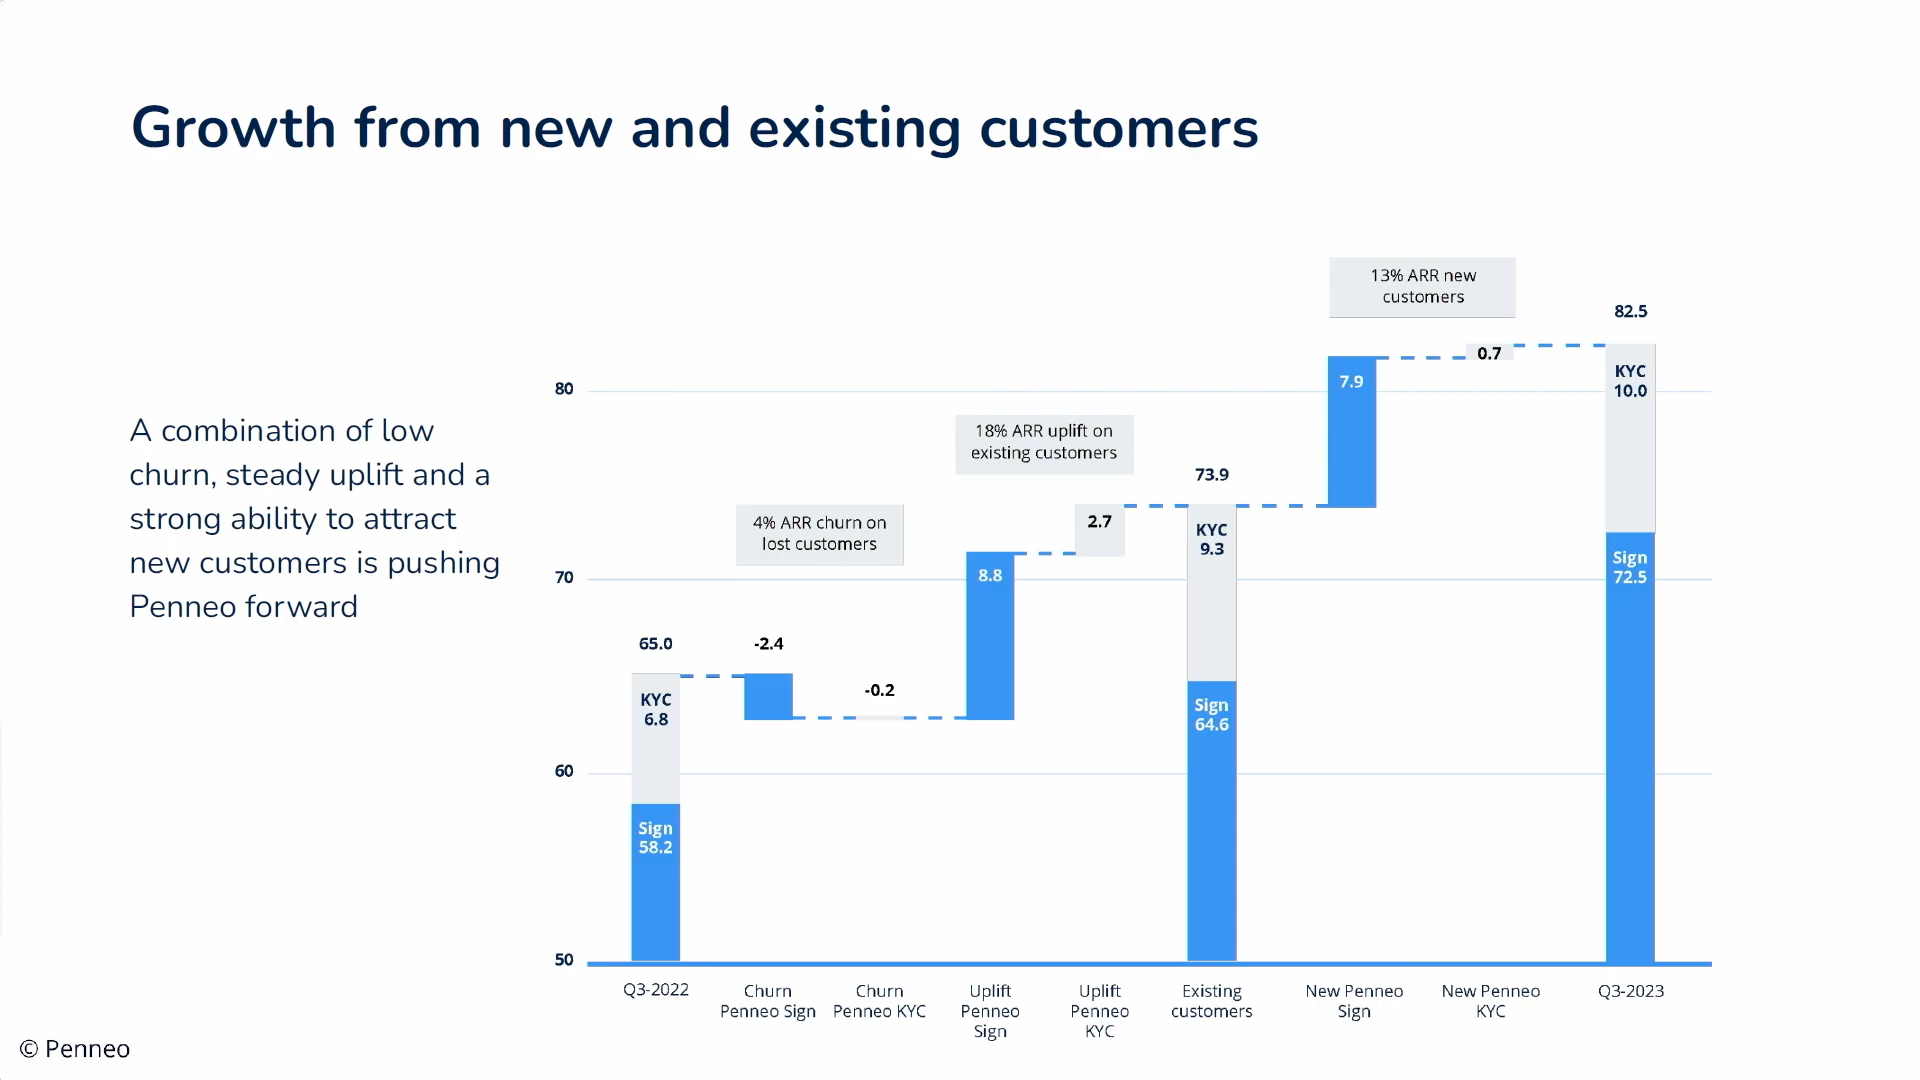 Growth from new and existing customers
A combination of low
churn, steady uplift and a
strong ability to attract
new customers is pushing
Penneo forward
13% ARR new
customers
82.5
0.7
KYC
10.0
7.9
80
18% ARR uplift on
existing customers
73.9
4% ARR churn on
lost customers
2.7
KYC
9.3
Sign
72.5
8.8
70
65.0
-2.4
-0.2
KYC
6.8
Sign
64.6
60
Sign
58.2
50
Q3-2022
Churn
Penneo Sign
Churn
Penneo KYC
Uplift
Penneo
Sign
Uplift
Penneo
KYC
Existing
customers
New Penneo
Sign
New Penneo
KYC
Q3-2023
© Penneo